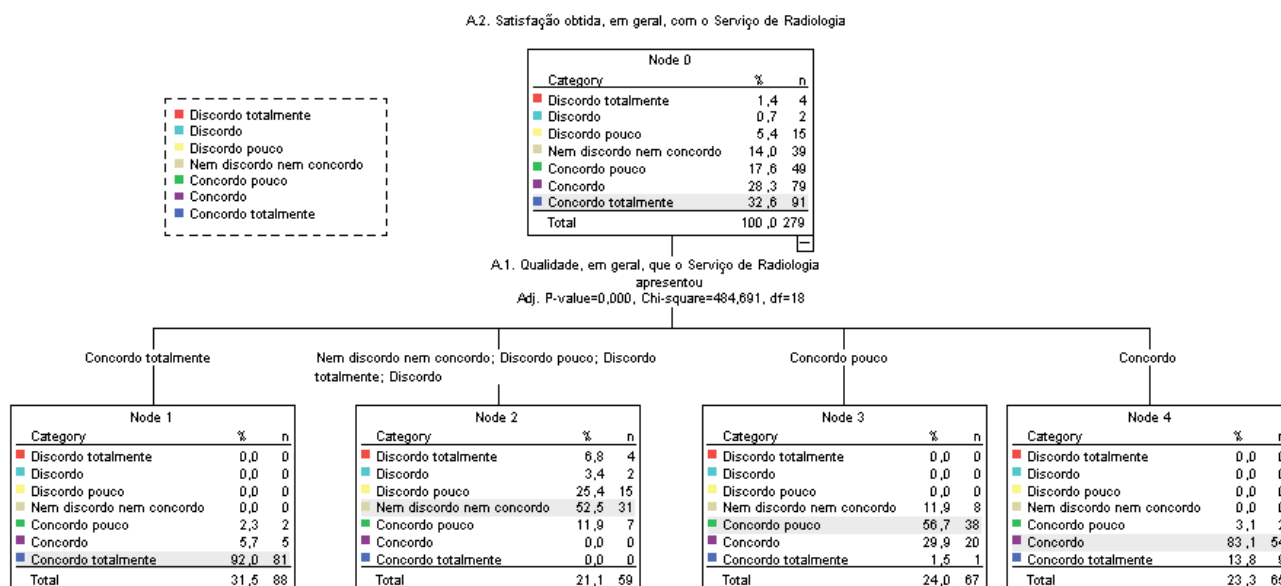 A.2. Satisfação obtida, em geral, com o Serviço de Radiologia
Discordo totalmente
Discordo
Discordo pouco
Nem discordo nem concordo
Concordo pouco
Concordo
Concordo totalmente
Node 0
Category % n
Discordo totalmente 1,4 4
Discordo 0,7 2
Discordo pouco 5,4 15
Nem discordo nem concordo 14,0 39
Concordo pouco 17,6 49
Concordo 28,3 79
Concordo totalmente 32,6 91
Total 100,0 279
A.1. Qualidade, em geral, que o Serviço de Radiologia
apresentou
Adj. P-value=0,000, Chi-square=484,691, df=18
Concordo totalmente
Nem discordo nem concordo; Discordo pouco; Discordo
totalmente; Discordo
Concordo pouco
Concordo
Node 1
Category % n
Discordo totalmente 0,0 0
Discordo 0,0 0
Discordo pouco 0,0 0
Nem discordo nem concordo 0,0 0
Concordo pouco 2,3 2
Concordo 5,7 5
Concordo totalmente 92,0 81
Total 31,5 88
Node 2
Category % n
Discordo totalmente 6,8 4
Discordo 3,4 2
Discordo pouco 25,4 15
Nem discordo nem concordo 52,5 31
Concordo pouco 11,9 7
Concordo 0,0 0
Concordo totalmente 0,0 0
Total 21,1 59
Node 3
Category % n
Discordo totalmente 0,0 0
Discordo 0,0 0
Discordo pouco 0,0 0
Nem discordo nem concordo 11,9 8
Concordo pouco 56,7 38
Concordo 29,9 20
Concordo totalmente 1,5 1
Total 24,0 67
Node 4
Category %
Discordo totalmente 0,0
Discordo 0,0
Discordo pouco 0,0
Nem discordo nem concordo 0,0
Concordo pouco 3,1
Concordo 83,1
Concordo totalmente 13,8
Total 23,3